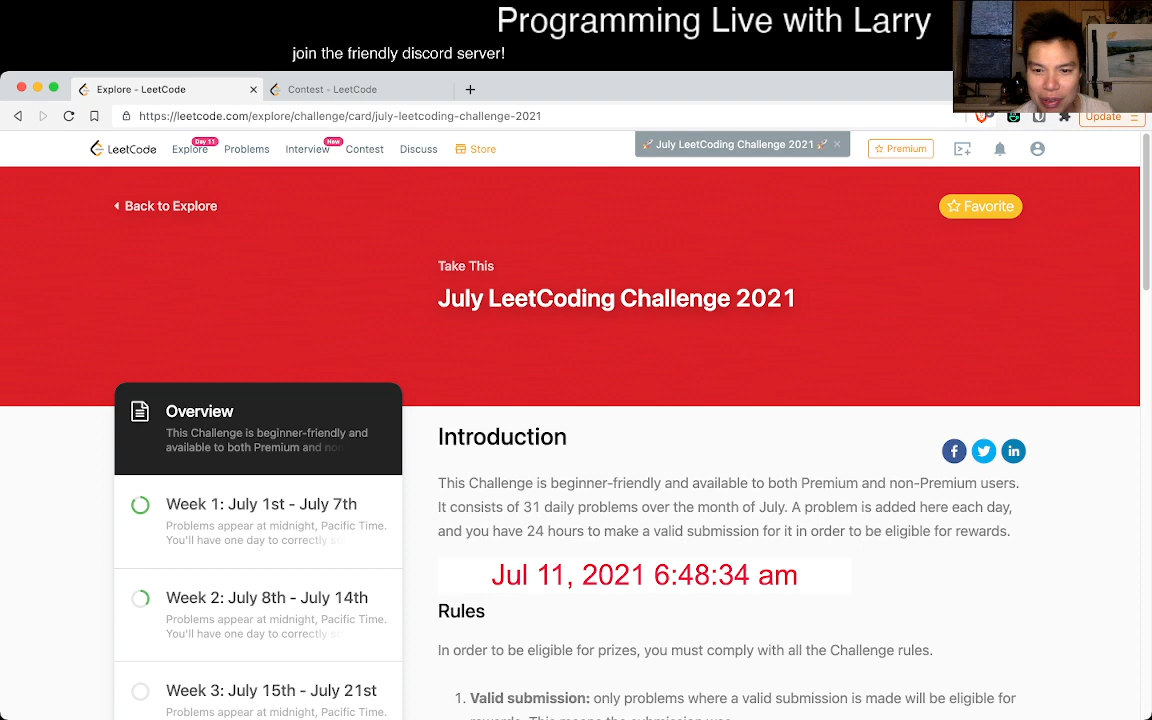 Programming Live with Larry
join the friendly discord server!
Explore - LeetCode
Contest - LeetCode
https://leetcode.com/explore/challenge/card/july-leetcoding-challenge-2021
Update
LeetCode
Explore
Day 11
Problems
Interview
New
Contest
Discuss
Store
🚀 July LeetCoding Challenge 2021 🚀
Premium
Back to Explore
Favorite
Take This
July LeetCoding Challenge 2021
Overview
This Challenge is beginner-friendly and
available to both Premium and non
Week 1: July 1st - July 7th
Problems appear at midnight, Pacific Time.
You'll have one day to correctly so
Week 2: July 8th - July 14th
Problems appear at midnight, Pacific Time.
You'll have one day to correctly so
Week 3: July 15th - July 21st
Problems appear at midnight, Pacific Time.
Introduction
This Challenge is beginner-friendly and available to both Premium and non-Premium users.
It consists of 31 daily problems over the month of July. A problem is added here each day,
and you have 24 hours to make a valid submission for it in order to be eligible for rewards.
Jul 11, 2021 6:48:34 am
Rules
In order to be eligible for prizes, you must comply with all the Challenge rules.
1. Valid submission: only problems where a valid submission is made will be eligible for